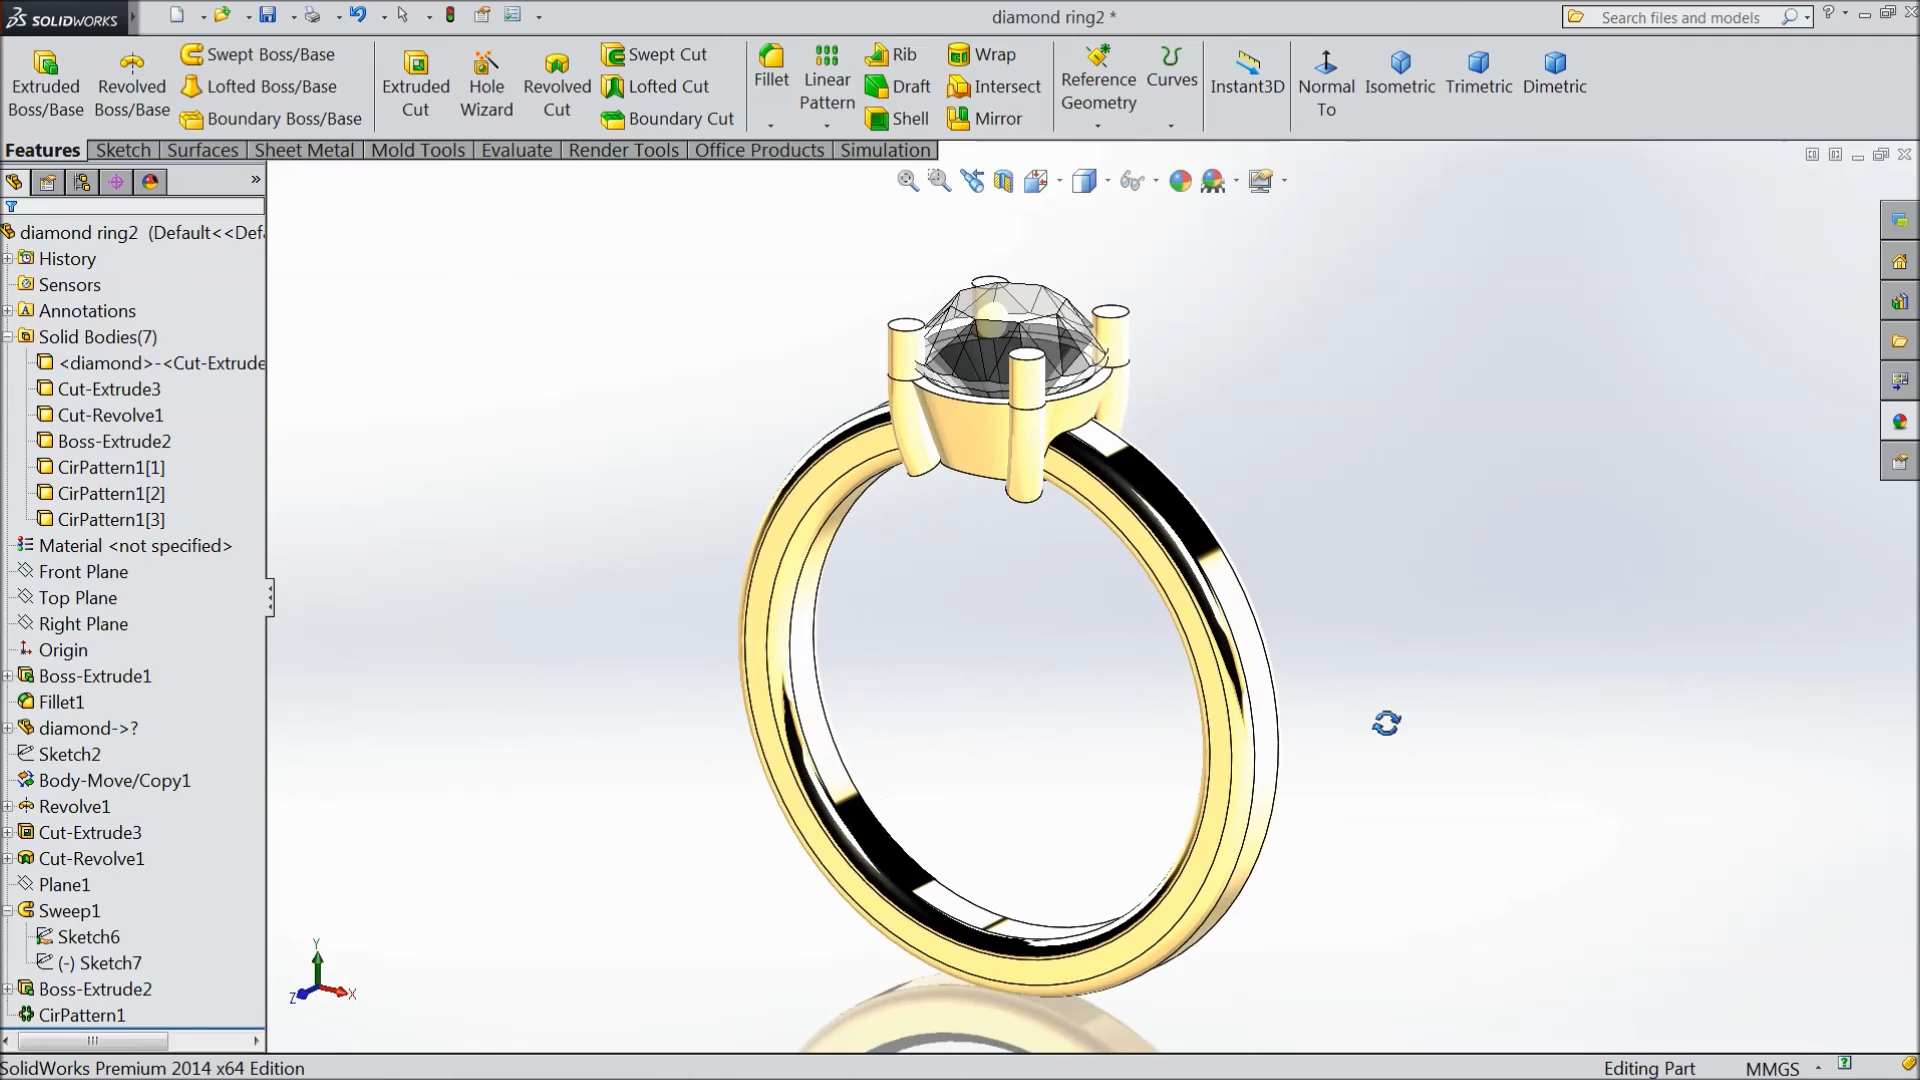 SOLIDWORKS
diamond ring2 *
Search files and models
Extruded Boss/Base
Revolved Boss/Base
Swept Boss/Base
Lofted Boss/Base
Boundary Boss/Base
Extruded Cut
Hole Wizard
Revolved Cut
Swept Cut
Lofted Cut
Boundary Cut
Fillet
Linear Pattern
Rib
Draft
Shell
Wrap
Intersect
Mirror
Reference Geometry
Curves
Instant3D
Normal To
Isometric
Trimetric
Dimetric
Features
Sketch
Surfaces
Sheet Metal
Mold Tools
Evaluate
Render Tools
Office Products
Simulation
diamond ring2 (Default<<Def
History
Sensors
Annotations
Solid Bodies(7)
<diamond>-<Cut-Extrude
Cut-Extrude3
Cut-Revolve1
Boss-Extrude2
CirPattern1[1]
CirPattern1[2]
CirPattern1[3]
Material <not specified>
Front Plane
Top Plane
Right Plane
Origin
Boss-Extrude1
Fillet1
diamond->?
Sketch2
Body-Move/Copy1
Revolve1
Cut-Extrude3
Cut-Revolve1
Plane1
Sweep1
Sketch6
(-) Sketch7
Boss-Extrude2
CirPattern1
Y
Z
X
SolidWorks Premium 2014 x64 Edition
Editing Part
MMGS